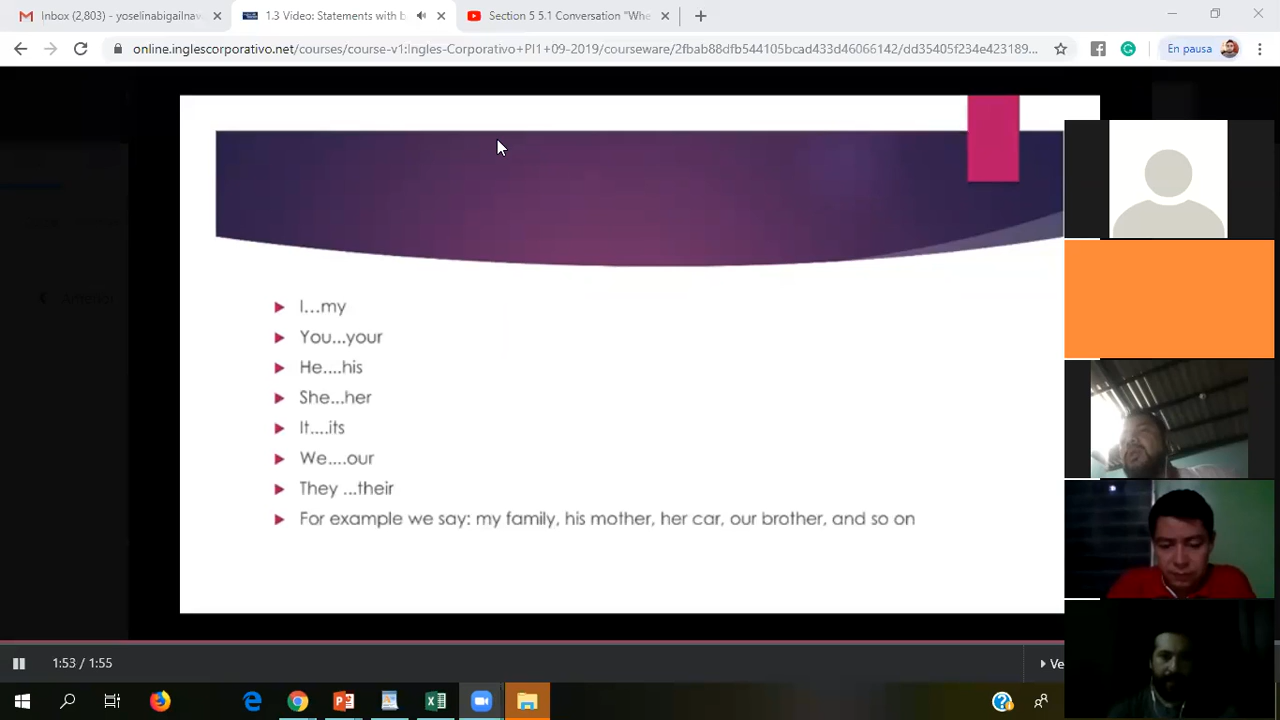 Inbox (2,803) - yoselinabigailnav
1.3 Video: Statements with b
Section 5 5.1 Conversation "Whe
online.inglescorporativo.net/courses/course-v1:Ingles-Corporativo+PI1+09-2019/courseware/2fbab88dfb544105bcad433d46066142/dd35405f234e423189...
En pausa
Anterior
I...my
You...your
He....his
She...her
It....its
We....our
They ...their
For example we say: my family, his mother, her car, our brother, and so on
1:53 / 1:55
Ve